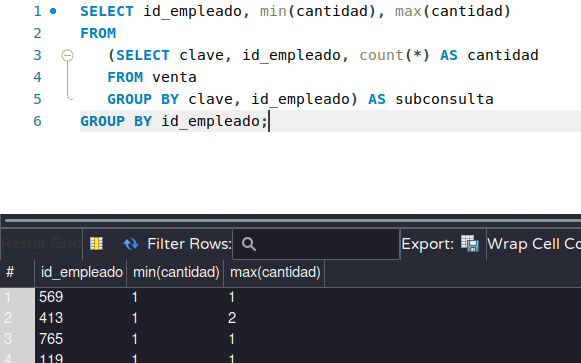 1 SELECT id_empleado, min(cantidad), max(cantidad)
2 FROM
3 (SELECT clave, id_empleado, count(*) AS cantidad
4 FROM venta
5 GROUP BY clave, id_empleado) AS subconsulta
6 GROUP BY id_empleado;
Result Grid Filter Rows: Export: Wrap Cell Co
# id_empleado min(cantidad) max(cantidad)
1 569 1 1
2 413 1 2
3 765 1 1
4 119 1 1